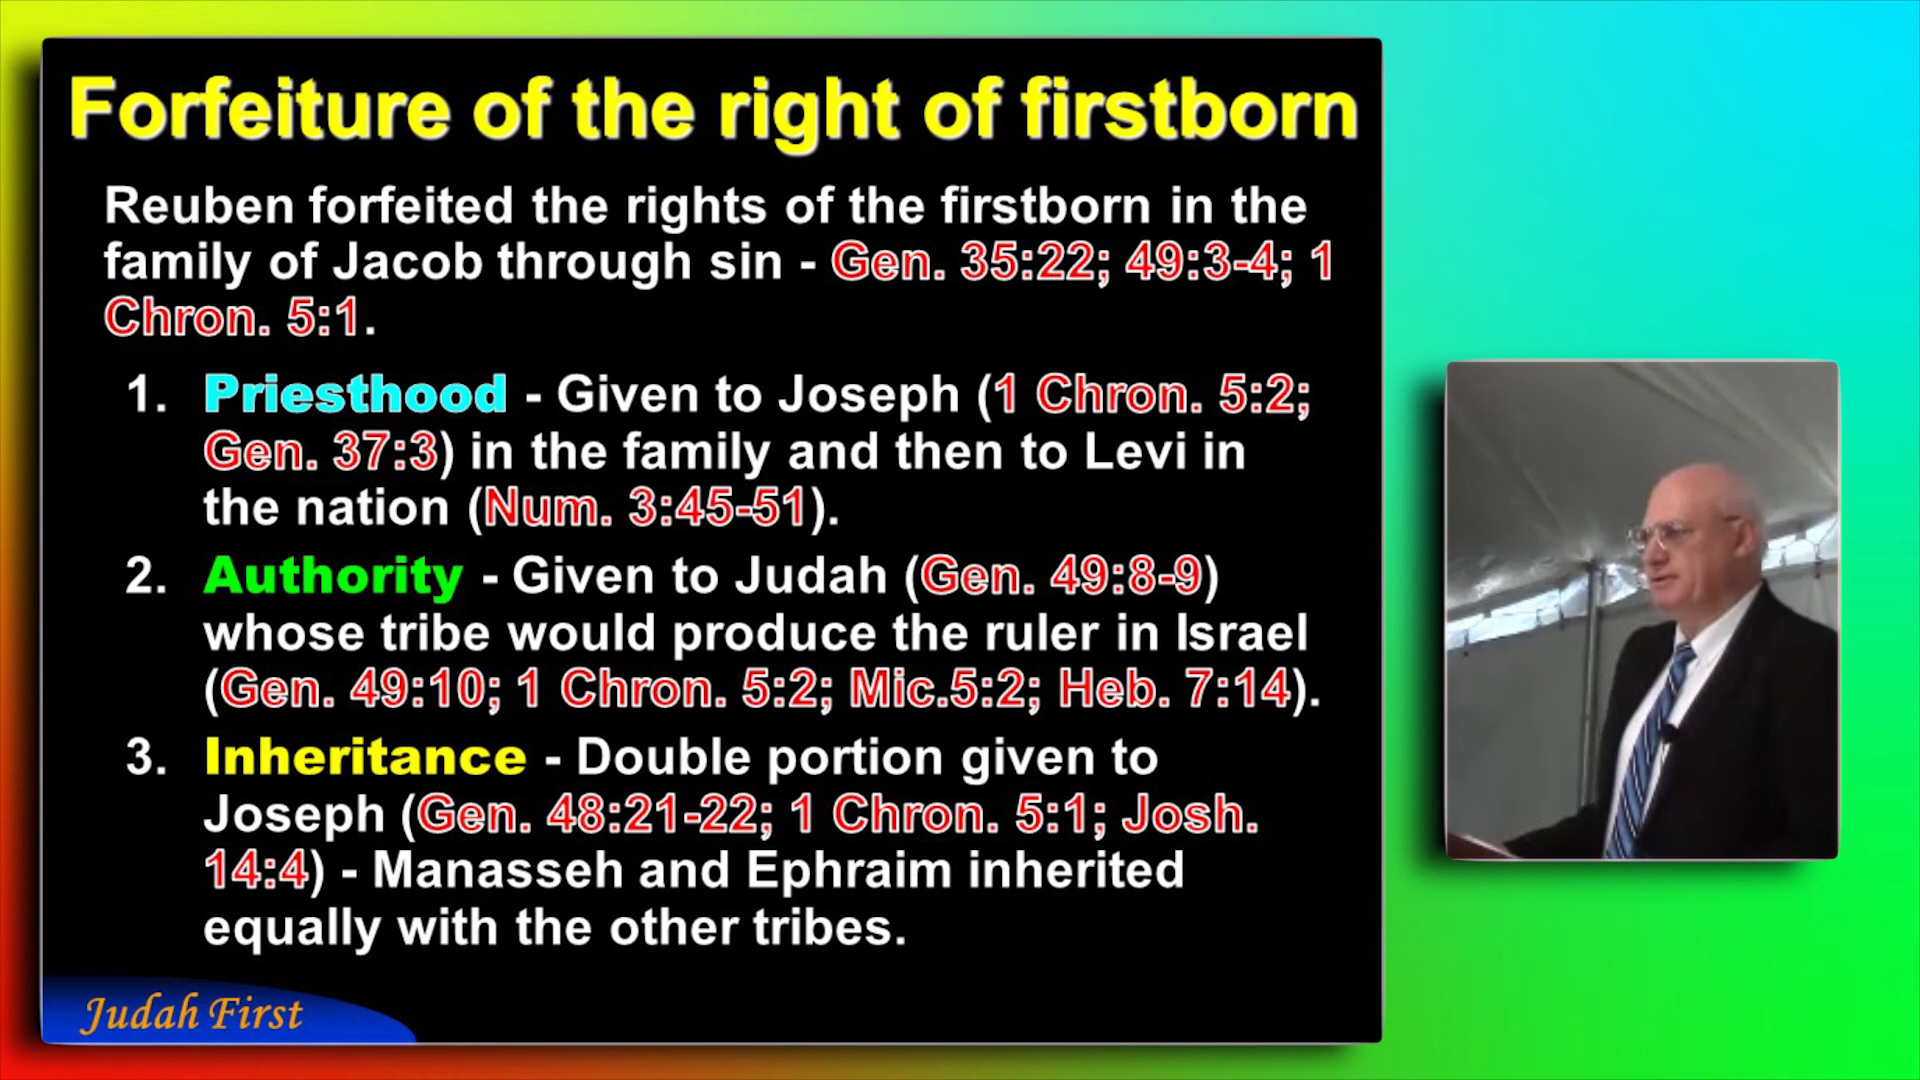 Forfeiture of the right of firstborn
Reuben forfeited the rights of the firstborn in the
family of Jacob through sin - Gen. 35:22; 49:3-4; 1
Chron. 5:1.
1. Priesthood - Given to Joseph (1 Chron. 5:2;
Gen. 37:3) in the family and then to Levi in
the nation (Num. 3:45-51).
2. Authority - Given to Judah (Gen. 49:8-9)
whose tribe would produce the ruler in Israel
(Gen. 49:10; 1 Chron. 5:2; Mic.5:2; Heb. 7:14).
3. Inheritance - Double portion given to
Joseph (Gen. 48:21-22; 1 Chron. 5:1; Josh.
14:4) - Manasseh and Ephraim inherited
equally with the other tribes.
Judah First